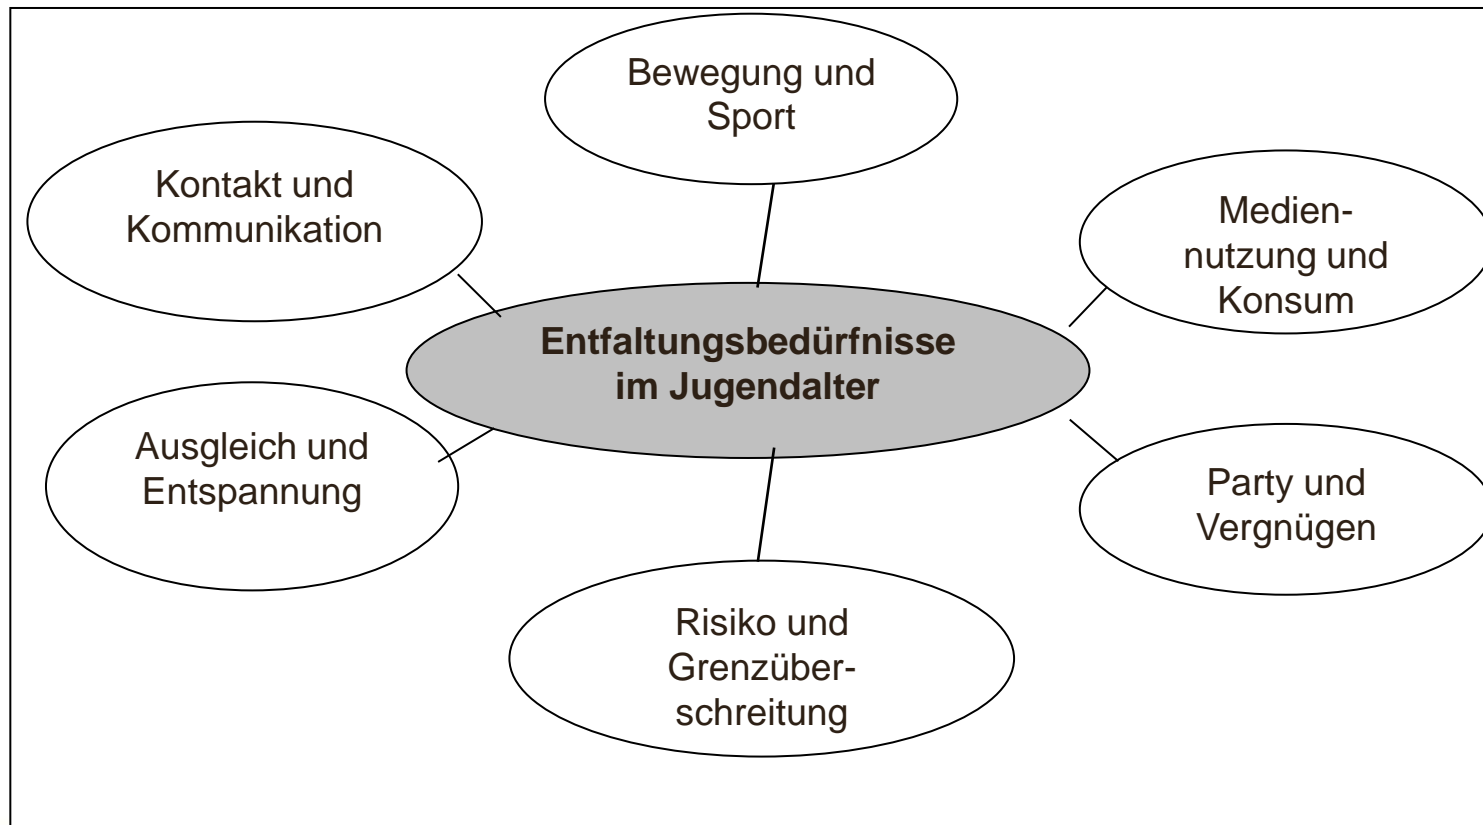 Bewegung und
Sport
Kontakt und
Kommunikation
Medien-
nutzung und
Konsum
Entfaltungsbedürfnisse
im Jugendalter
Ausgleich und
Entspannung
Party und
Vergnügen
Risiko und
Grenzüber-
schreitung